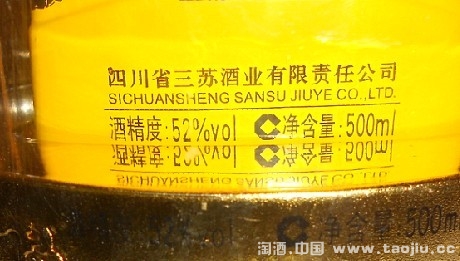 四川省三苏酒业有限责任公司
SICHUANSHENG SANSU JIUYE CO.,LTD.
酒精度:52%vol 净含量:500ml
淘酒.中国 www.taojiu.cc